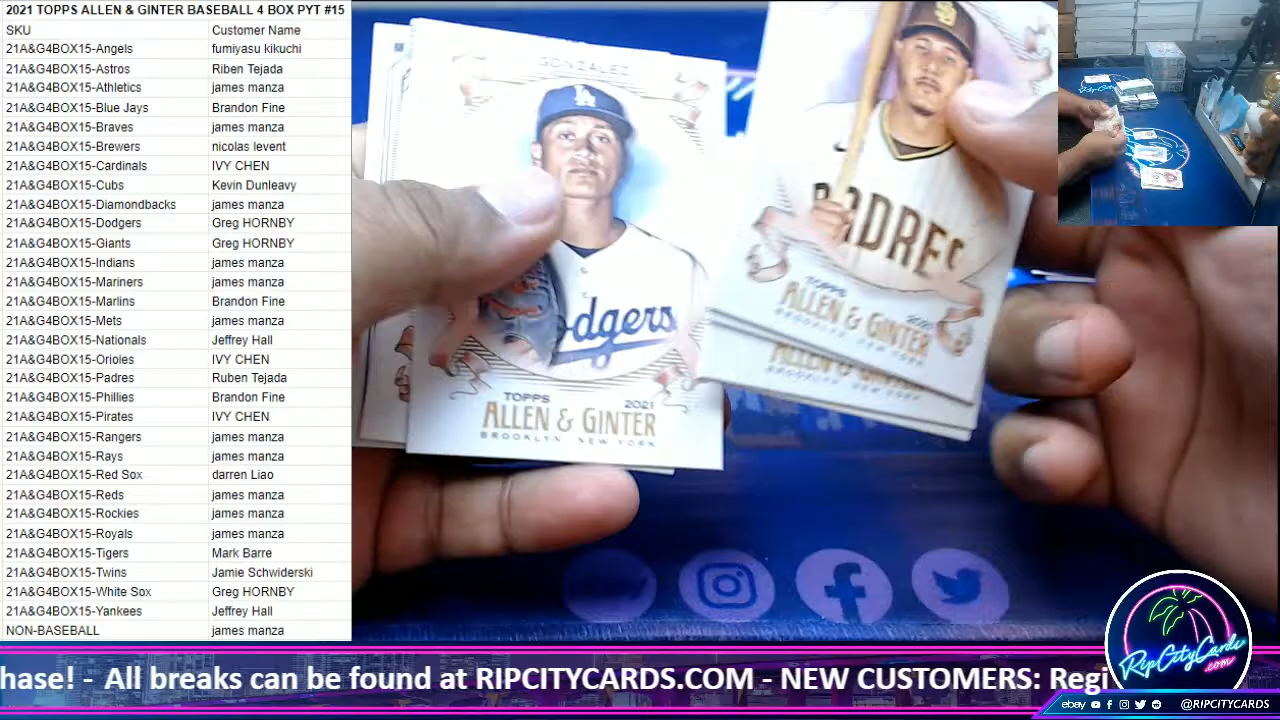 2021 TOPPS ALLEN & GINTER BASEBALL 4 BOX PYT #15
SKU Customer Name
21A&G4BOX15-Angels fumiyasu kikuchi
21A&G4BOX15-Astros Riben Tejada
21A&G4BOX15-Athletics james manza
21A&G4BOX15-Blue Jays Brandon Fine
21A&G4BOX15-Braves james manza
21A&G4BOX15-Brewers nicolas levent
21A&G4BOX15-Cardinals IVY CHEN
21A&G4BOX15-Cubs Kevin Dunleavy
21A&G4BOX15-Diamondbacks james manza
21A&G4BOX15-Dodgers Greg HORNBY
21A&G4BOX15-Giants Greg HORNBY
21A&G4BOX15-Indians james manza
21A&G4BOX15-Mariners james manza
21A&G4BOX15-Marlins Brandon Fine
21A&G4BOX15-Mets james manza
21A&G4BOX15-Nationals Jeffrey Hall
21A&G4BOX15-Orioles IVY CHEN
21A&G4BOX15-Padres Ruben Tejada
21A&G4BOX15-Phillies Brandon Fine
21A&G4BOX15-Pirates IVY CHEN
21A&G4BOX15-Rangers james manza
21A&G4BOX15-Rays james manza
21A&G4BOX15-Red Sox darren Liao
21A&G4BOX15-Reds james manza
21A&G4BOX15-Rockies james manza
21A&G4BOX15-Royals james manza
21A&G4BOX15-Tigers Mark Barre
21A&G4BOX15-Twins Jamie Schwiderski
21A&G4BOX15-White Sox Greg HORNBY
21A&G4BOX15-Yankees Jeffrey Hall
NON-BASEBALL james manza
GONZALEZ
LA
dgers
TOPPS 2021
ALLEN & GINTER
BROOKLYN NEW YORK
SD
PADRES
TOPPS 2021
ALLEN & GINTER
BROOKLYN NEW YORK
ALLEN & GINTER
hase! - All breaks can be found at RIPCITYCARDS.COM - NEW CUSTOMERS: Regi
RipCityCards
.com
ebay @RIPCITYCARDS